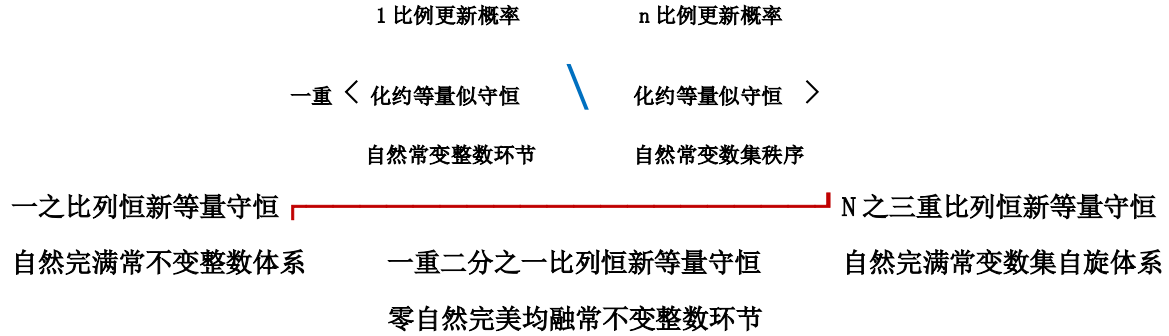 1 比例更新概率 n 比例更新概率
一重 〈 化约等量似守恒 \ 化约等量似守恒 〉
自然常变整数环节 自然常变数集秩序
一之比列恒新等量守恒 N 之三重比列恒新等量守恒
自然完满常不变整数体系 一重二分之一比列恒新等量守恒 自然完满常变数集自旋体系
零自然完美均融常不变整数环节